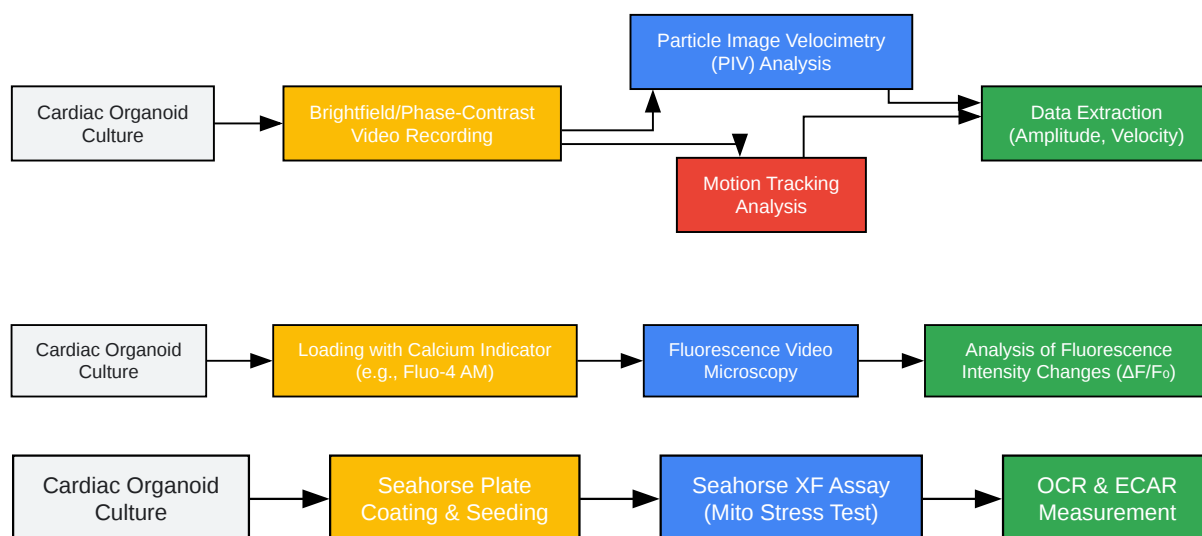 Cardiac Organoid
Culture
Brightfield/Phase-Contrast
Video Recording
Particle Image Velocimetry
(PIV) Analysis
Motion Tracking
Analysis
Data Extraction
(Amplitude, Velocity)
Cardiac Organoid
Culture
Loading with Calcium Indicator
(e.g., Fluo-4 AM)
Fluorescence Video
Microscopy
Analysis of Fluorescence
Intensity Changes (ΔF/F₀)
Cardiac Organoid
Culture
Seahorse Plate
Coating & Seeding
Seahorse XF Assay
(Mito Stress Test)
OCR & ECAR
Measurement